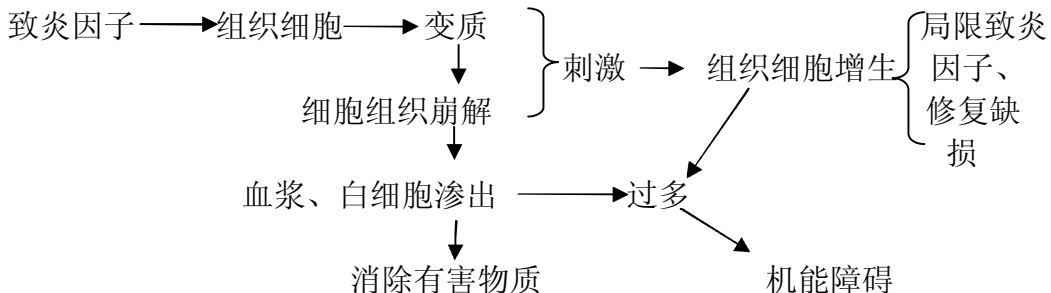 致炎因子 组织细胞 变质
局限致炎
因子、
修复缺
损
刺激 组织细胞增生
细胞组织崩解
血浆、白细胞渗出 过多
消除有害物质 机能障碍